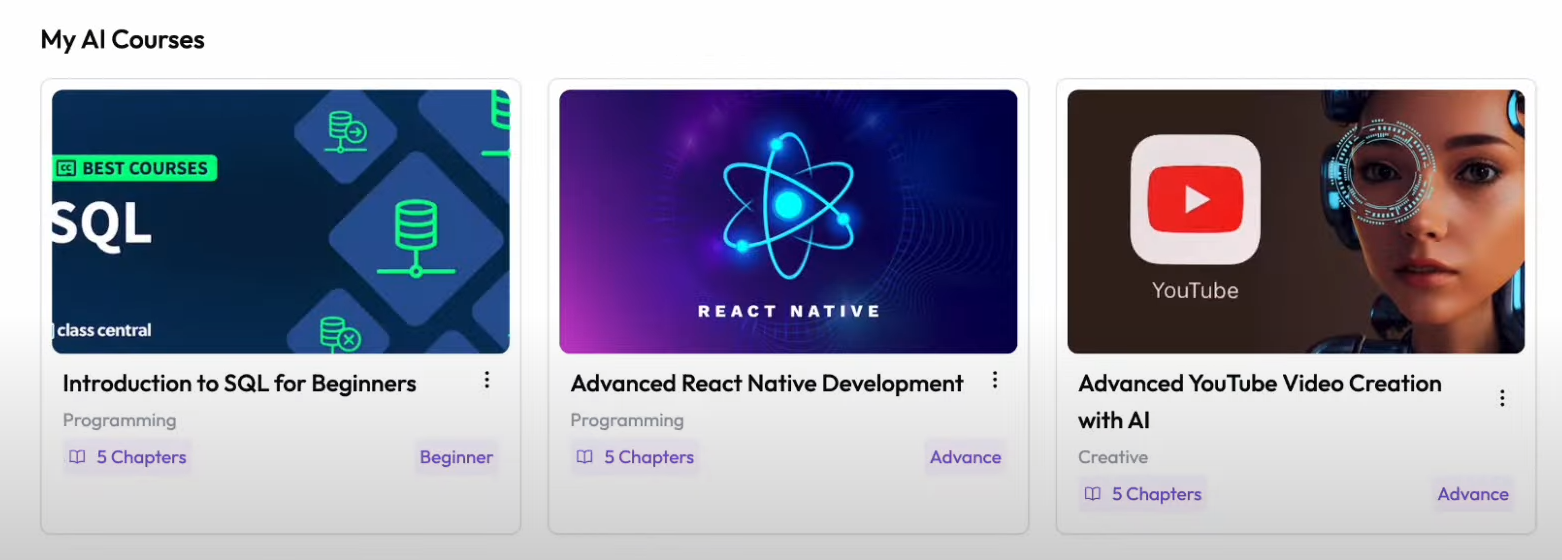 My AI Courses
CC BEST COURSES
SQL
class central
Introduction to SQL for Beginners
Programming
5 Chapters
Beginner
REACT NATIVE
Advanced React Native Development
Programming
5 Chapters
Advance
YouTube
Advanced YouTube Video Creation
with AI
Creative
5 Chapters
Advance